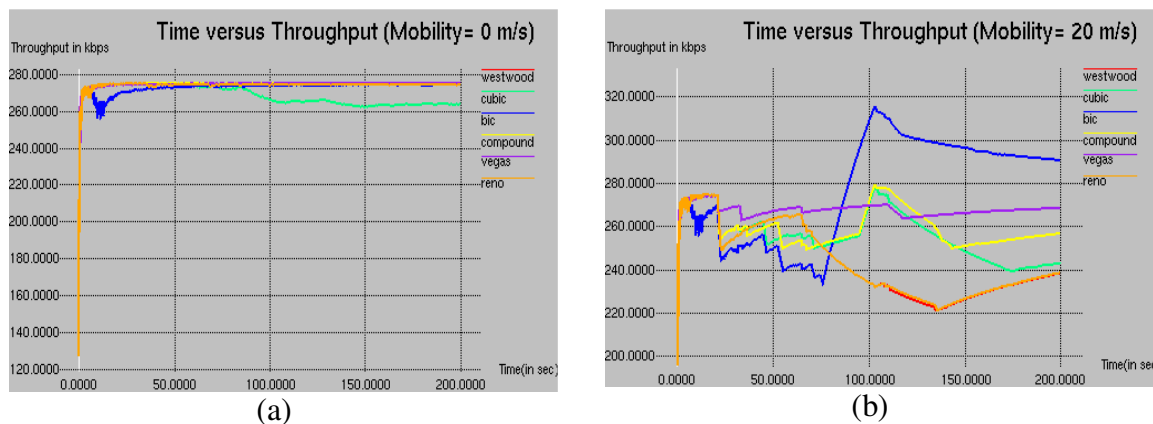 Time versus Throughput (Mobility= 0 m/s)
Throughput in kbps
280.0000
260.0000
240.0000
220.0000
200.0000
180.0000
160.0000
140.0000
120.0000
0.0000
50.0000
100.0000
150.0000
200.0000
Time(in sec)
westwood
cubic
bic
compound
vegas
reno
(a)
Time versus Throughput (Mobility= 20 m/s)
Throughput in kbps
320.0000
300.0000
280.0000
260.0000
240.0000
220.0000
200.0000
0.0000
50.0000
100.0000
150.0000
200.0000
Time(in sec)
westwood
cubic
bic
compound
vegas
reno
(b)